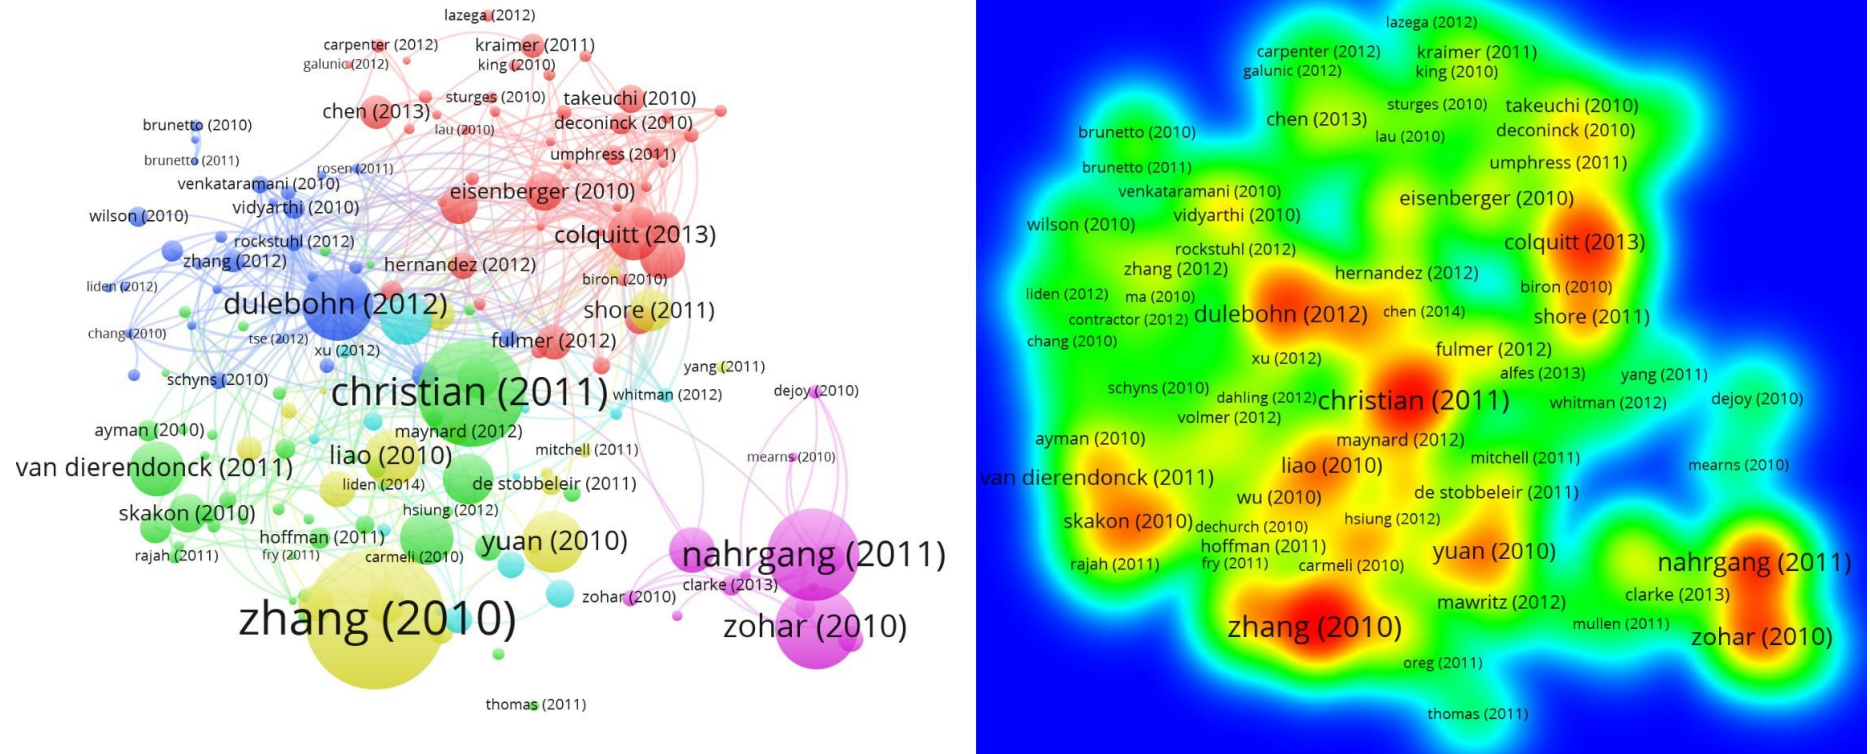 lazega (2012)
carpenter (2012)
kraimer (2011)
galunic (2012)
king (2010)
sturges (2010)
takeuchi (2010)
chen (2013)
deconinck (2010)
lau (2010)
brunetto (2010)
umphress (2011)
brunetto (2011)
rosen (2011)
venkataramani (2010)
eisenberger (2010)
vidyarthi (2010)
wilson (2010)
colquitt (2013)
rockstuhl (2012)
zhang (2012)
hernandez (2012)
biron (2010)
liden (2012)
dulebohn (2012)
shore (2011)
chang (2010)
tse (2012)
fulmer (2012)
xu (2012)
yang (2011)
schyns (2010)
christian (2011)
whitman (2012)
dejoy (2010)
ayman (2010)
maynard (2012)
liao (2010)
mitchell (2011)
mearns (2010)
van dierendonck (2011)
liden (2014)
de stobbeleir (2011)
skakon (2010)
hsiung (2012)
hoffman (2011)
yuan (2010)
rajah (2011)
fry (2011)
carmeli (2010)
nahrgang (2011)
clarke (2013)
zohar (2010)
zhang (2010)
zohar (2010)
thomas (2011)
lazega (2012)
carpenter (2012)
kraimer (2011)
galunic (2012)
king (2010)
sturges (2010)
takeuchi (2010)
chen (2013)
deconinck (2010)
brunetto (2010)
lau (2010)
umphress (2011)
brunetto (2011)
venkataramani (2010)
eisenberger (2010)
vidyarthi (2010)
wilson (2010)
colquitt (2013)
rockstuhl (2012)
zhang (2012)
hernandez (2012)
biron (2010)
liden (2012)
ma (2010)
dulebohn (2012)
chen (2014)
shore (2011)
contractor (2012)
chang (2010)
fulmer (2012)
xu (2012)
alfes (2013)
yang (2011)
schyns (2010)
dahling (2012)
christian (2011)
whitman (2012)
dejoy (2010)
volmer (2012)
ayman (2010)
maynard (2012)
mitchell (2011)
liao (2010)
mearns (2010)
van dierendonck (2011)
wu (2010)
de stobbeleir (2011)
skakon (2010)
dechurch (2010)
hsiung (2012)
hoffman (2011)
yuan (2010)
rajah (2011)
fry (2011)
carmeli (2010)
nahrgang (2011)
clarke (2013)
mawritz (2012)
zhang (2010)
mullen (2011)
zohar (2010)
oreg (2011)
thomas (2011)